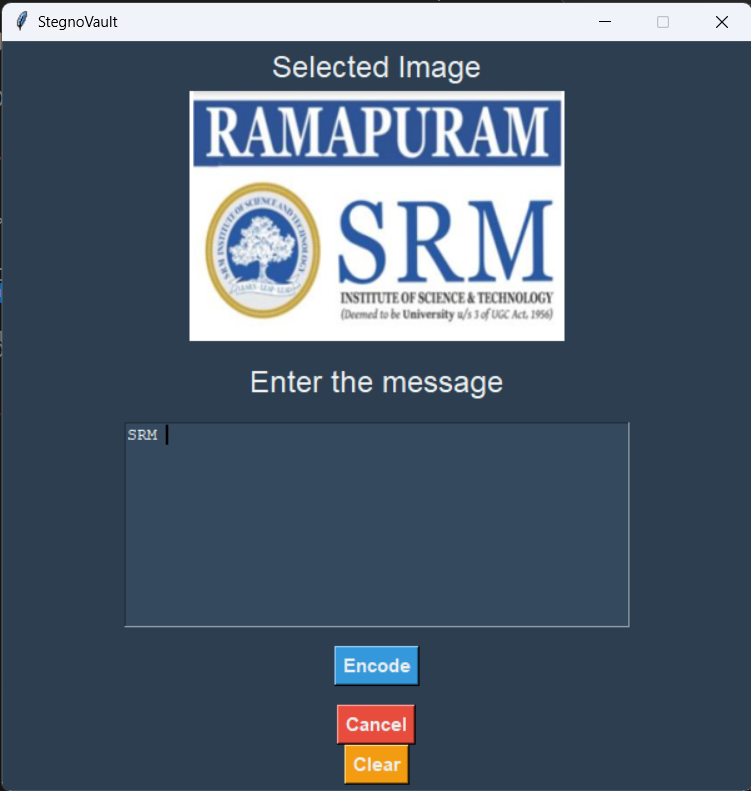 StegnoVault
Selected Image
RAMAPURAM
SRM INSTITUTE OF SCIENCE AND TECHNOLOGY
LEARN - LEAP - LEAD
SRM
INSTITUTE OF SCIENCE & TECHNOLOGY
(Deemed to be University u/s 3 of UGC Act, 1956)
Enter the message
SRM
Encode
Cancel
Clear